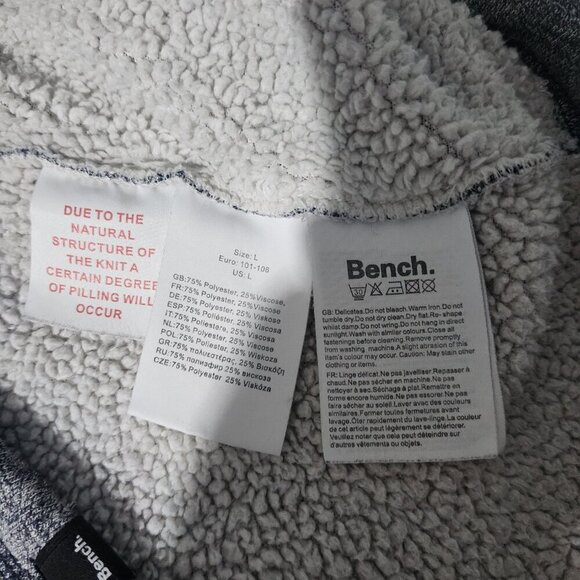 DUE TO THE
NATURAL
STRUCTURE OF
THE KNIT A
CERTAIN DEGREE
OF PILLING WILL
OCCUR
Size: L
Euro: 101-106
US: L
GB:75% Polyester, 25% Viscose,
FR:75% Polyester, 25% Viscose,
DE:75% Polyester, 25% Viskose
ESP:75% Poliéster, 25% Viscosa
IT:75% Poliestere, 25% Viscosa
NL:75% Polyester, 25% Viscose
POL:75% Poliester, 25% Wiskoza
GR:75% πολυεστέρας, 25% Βισκόζη
RU:75% полиэфир 25% вискоза
CZE:75% Polyester, 25% Viskóza
Bench.
GB: Delicates.Do not bleach.Warm Iron.Do not
tumble dry.Do not dry clean.Dry flat.Re- shape
whilst damp.Do not wring.Do not hang in direct
sunlight. Wash with similar colours. Close all
fastenings before cleaning. Remove promptly
from washing machine. A slight abrasion of this
item's colour may occur. Caution: May stain other
clothing or items.
FR: Linge délicat.Ne pas javelliser.Repasser à
chaud.Ne pas sécher en machine.Ne pas
nettoyer à sec.Séchage à plat.Remettre en
forme encore humide.Ne pas essorer. Ne pas
sécher en plein soleil. Laver avec des couleurs
similaires. Fermer toutes fermetures avant
lavage. Ne pas quitter l'eau de lavage.La couleur
de cet article peut légèrement se détériorer.
Veuillez noter que cela peut déteindre sur
d'autres vêtements ou objets.
Bench.